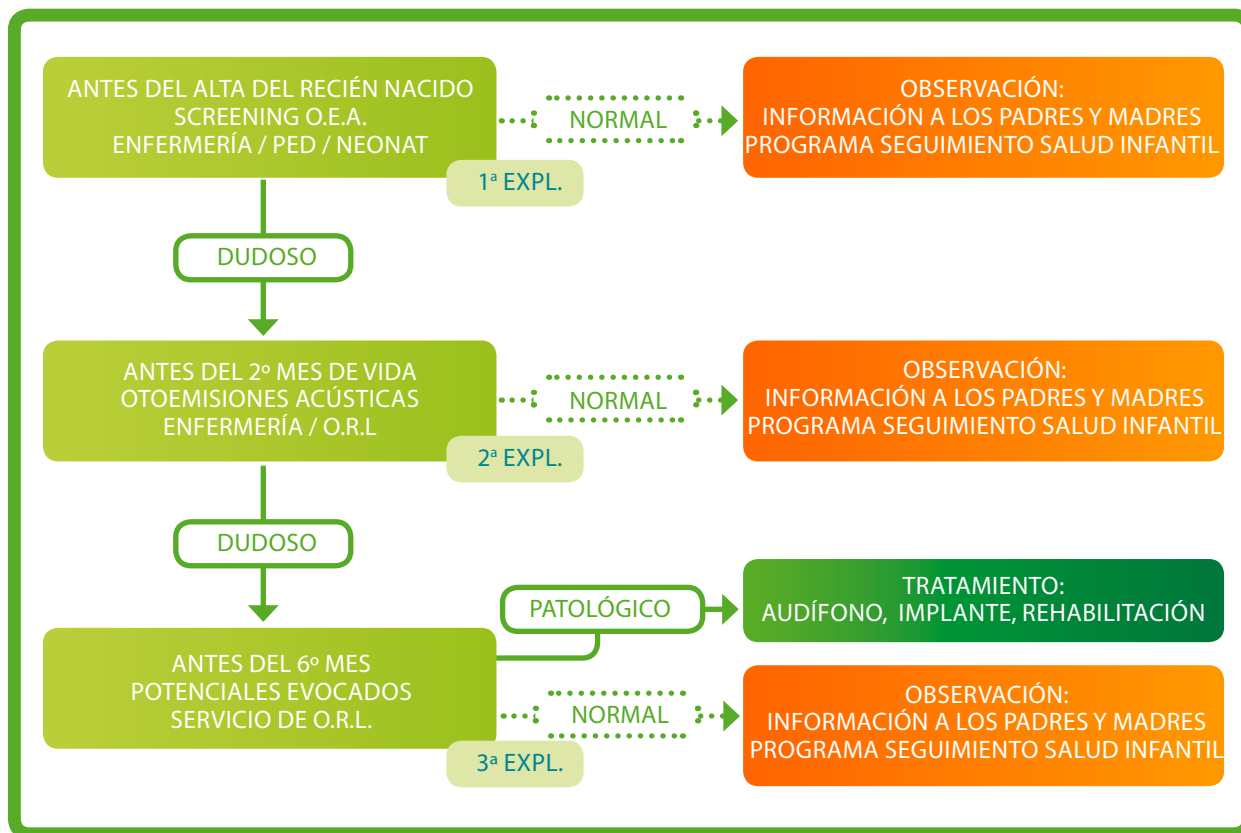 ANTES DEL ALTA DEL RECIÉN NACIDO
SCREENING O.E.A.
ENFERMERÍA / PED / NEONAT
1ª EXPL.
NORMAL
OBSERVACIÓN:
INFORMACIÓN A LOS PADRES Y MADRES
PROGRAMA SEGUIMIENTO SALUD INFANTIL
DUDOSO
ANTES DEL 2º MES DE VIDA
OTOEMISIONES ACÚSTICAS
ENFERMERÍA / O.R.L
2ª EXPL.
NORMAL
OBSERVACIÓN:
INFORMACIÓN A LOS PADRES Y MADRES
PROGRAMA SEGUIMIENTO SALUD INFANTIL
DUDOSO
PATOLÓGICO
TRATAMIENTO:
AUDÍFONO, IMPLANTE, REHABILITACIÓN
ANTES DEL 6º MES
POTENCIALES EVOCADOS
SERVICIO DE O.R.L.
3ª EXPL.
NORMAL
OBSERVACIÓN:
INFORMACIÓN A LOS PADRES Y MADRES
PROGRAMA SEGUIMIENTO SALUD INFANTIL